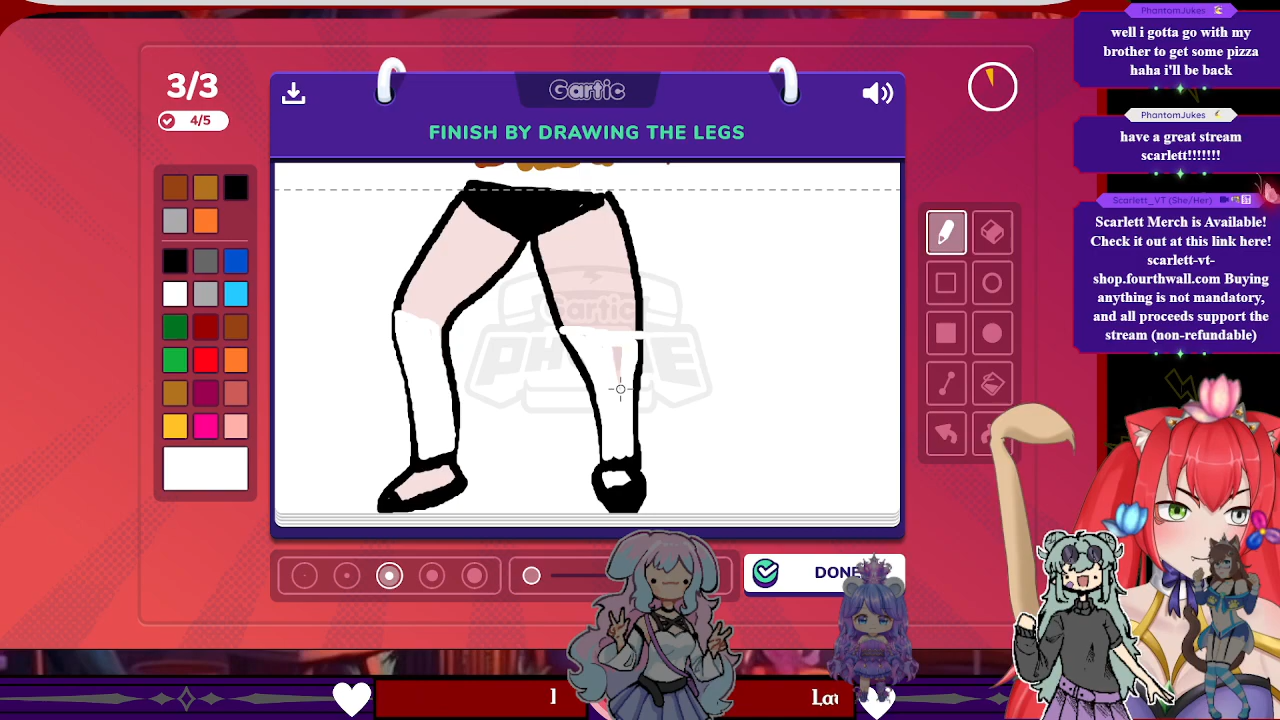 3/3
4/5
Gartic
FINISH BY DRAWING THE LEGS
Gartic
PHONE
DONE
PhantomJukes
well i gotta go with my
brother to get some pizza
haha i'll be back
PhantomJukes
have a great stream
scarlett!!!!!!!
Scarlett_VT (She/Her)
Scarlett Merch is Available!
Check it out at this link here!
scarlett-vt-
shop.fourthwall.com Buying
anything is not mandatory,
and all proceeds support the
stream (non-refundable)